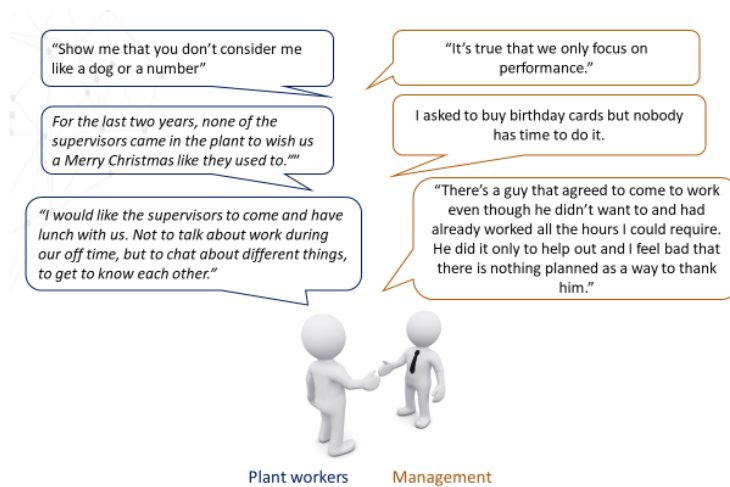 “Show me that you don’t consider me
like a dog or a number”
For the last two years, none of the
supervisors came in the plant to wish us
a Merry Christmas like they used to.””
“I would like the supervisors to come and have
lunch with us. Not to talk about work during
our off time, but to chat about different things,
to get to know each other.”
“It’s true that we only focus on
performance.”
I asked to buy birthday cards but nobody
has time to do it.
“There’s a guy that agreed to come to work
even though he didn’t want to and had
already worked all the hours I could require.
He did it only to help out and I feel bad that
there is nothing planned as a way to thank
him.”
Plant workers
Management